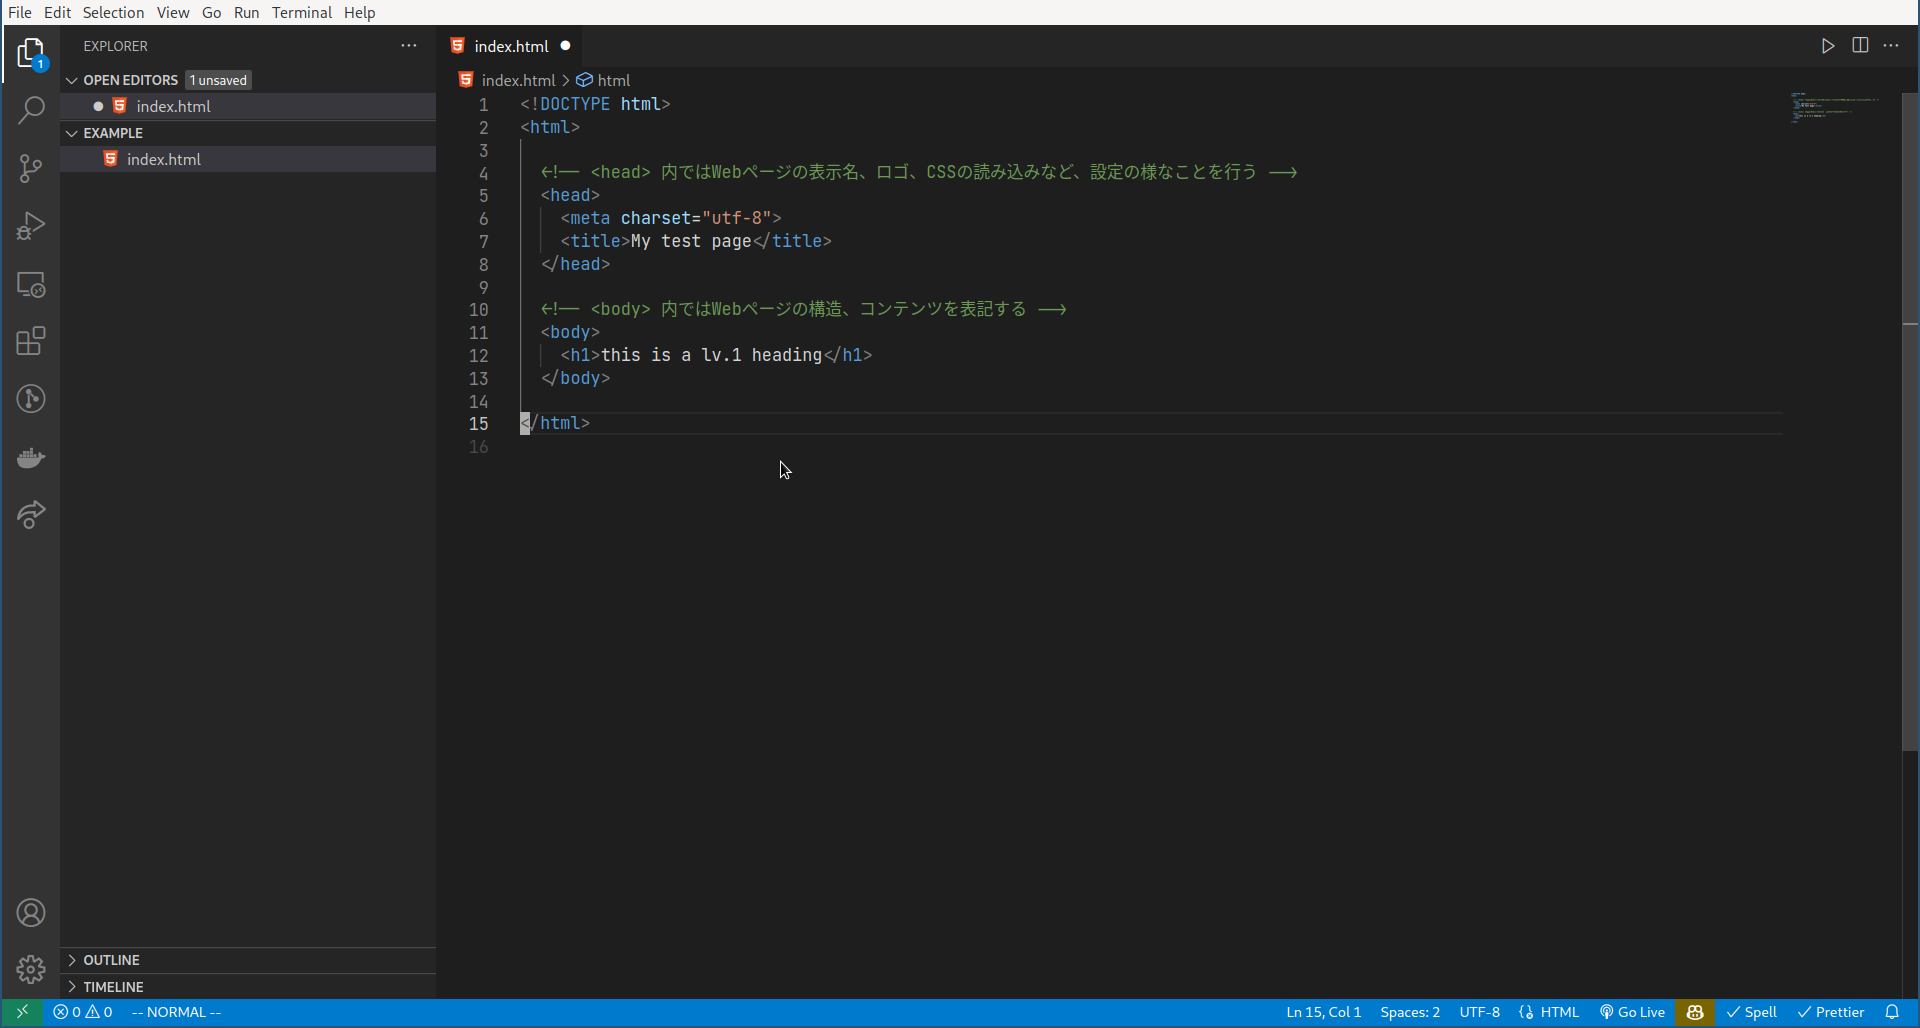 File Edit Selection View Go Run Terminal Help
EXPLORER
1
OPEN EDITORS 1 unsaved
index.html
EXAMPLE
index.html
OUTLINE
TIMELINE
index.html
index.html > html
1 <!DOCTYPE html>
2 <html>
3
4 <!-- <head> 内ではWebページの表示名、ロゴ、CSSの読み込みなど、設定の様なことを行う -->
5 <head>
6 <meta charset="utf-8">
7 <title>My test page</title>
8 </head>
9
10 <!-- <body> 内ではWebページの構造、コンテンツを表記する -->
11 <body>
12 <h1>this is a lv.1 heading</h1>
13 </body>
14
15 </html>
16
0 0 -- NORMAL -- Ln 15, Col 1 Spaces: 2 UTF-8 HTML Go Live Spell Prettier